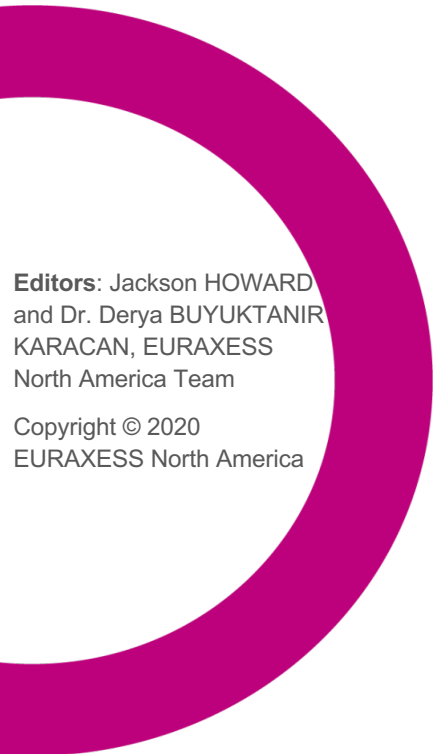 Editors: Jackson HOWARD
and Dr. Derya BUYUKTANIR
KARACAN, EURAXESS
North America Team
Copyright © 2020
EURAXESS North America